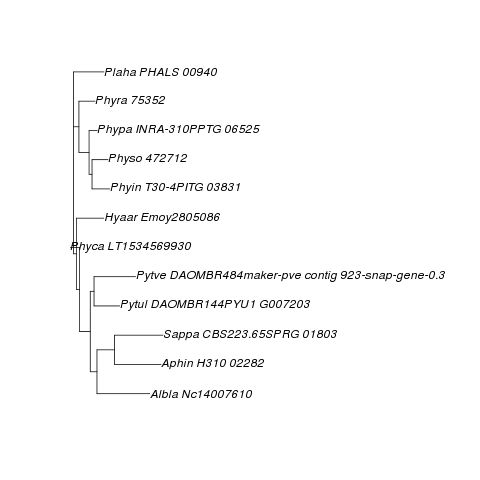 Plaha PHALS 00940
Phyra 75352
Phypa INRA-310PPTG 06525
Physo 472712
Phyin T30-4PITG 03831
Hyaar Emoy2805086
Phyca LT1534569930
Pytve DAOMBR484maker-pve contig 923-snap-gene-0.3
Pytul DAOMBR144PYU1 G007203
Sappa CBS223.65SPRG 01803
Aphin H310 02282
Albla Nc14007610